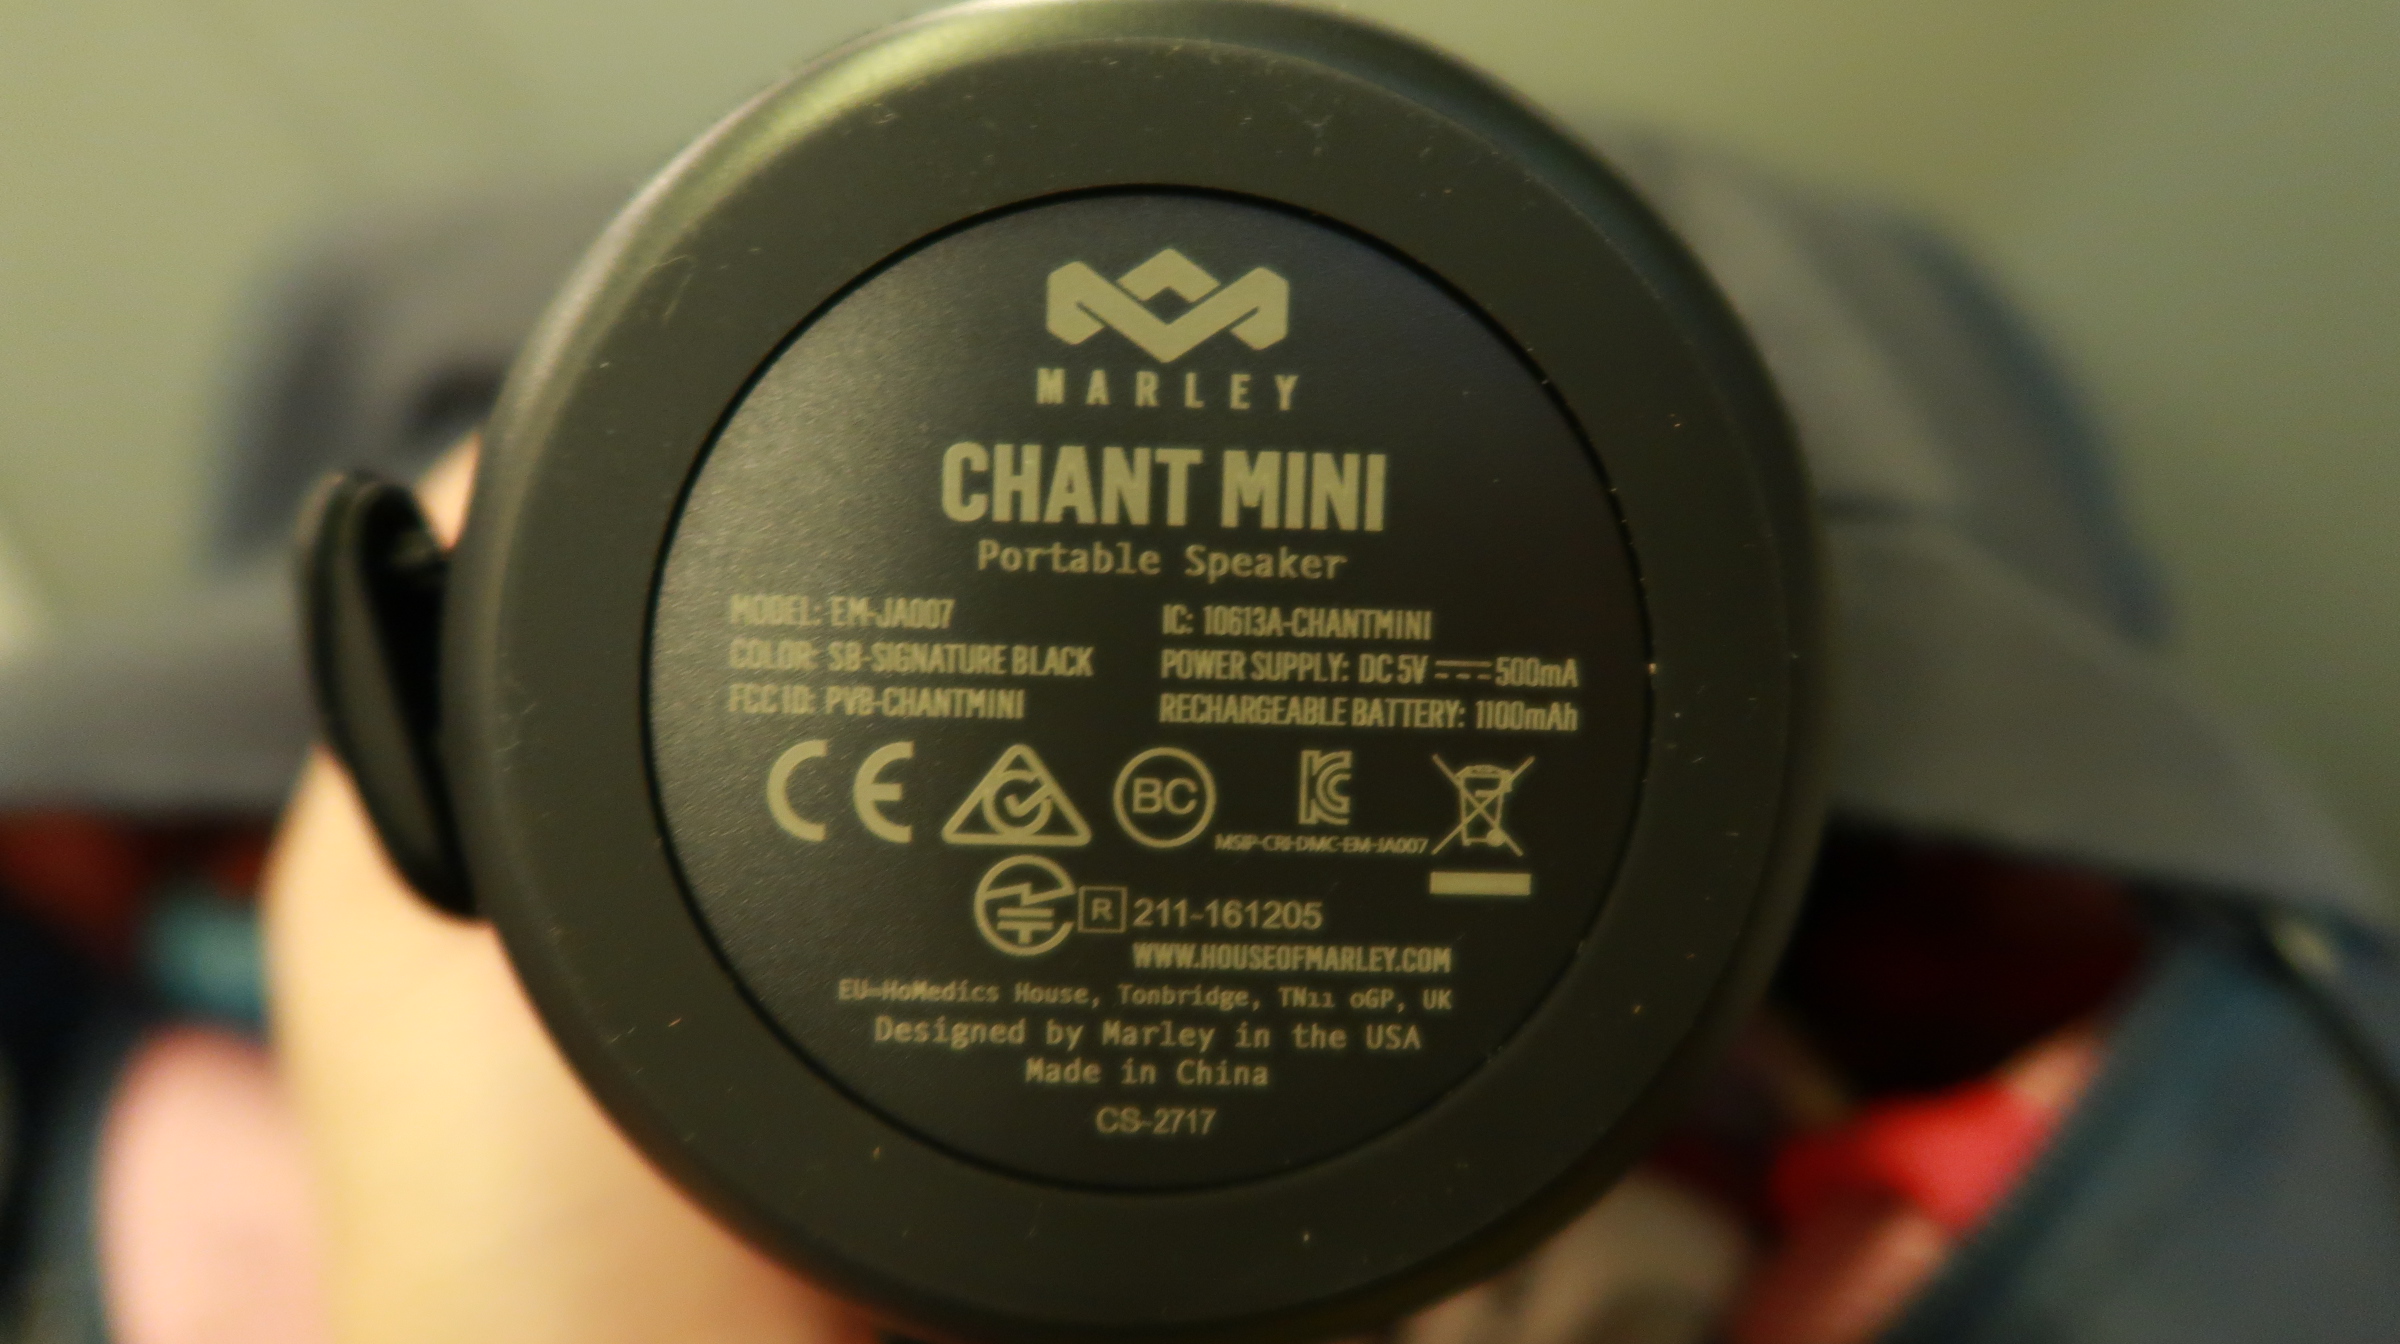 MARLEY
CHANT MINI
Portable Speaker
MODEL: EM-JA007
COLOR: SB-SIGNATURE BLACK
FCC ID: PVB-CHANTMINI
IC: 10613A-CHANTMINI
POWER SUPPLY: DC 5V 500mA
RECHARGEABLE BATTERY: 1100mAh
CE BC KC
MSIP-CRI-DMC-EM-JA007
R 211-161205
WWW.HOUSEOFMARLEY.COM
EU-HoMedics House, Tonbridge, TN11 0GP, UK
Designed by Marley in the USA
Made in China
CS-2717